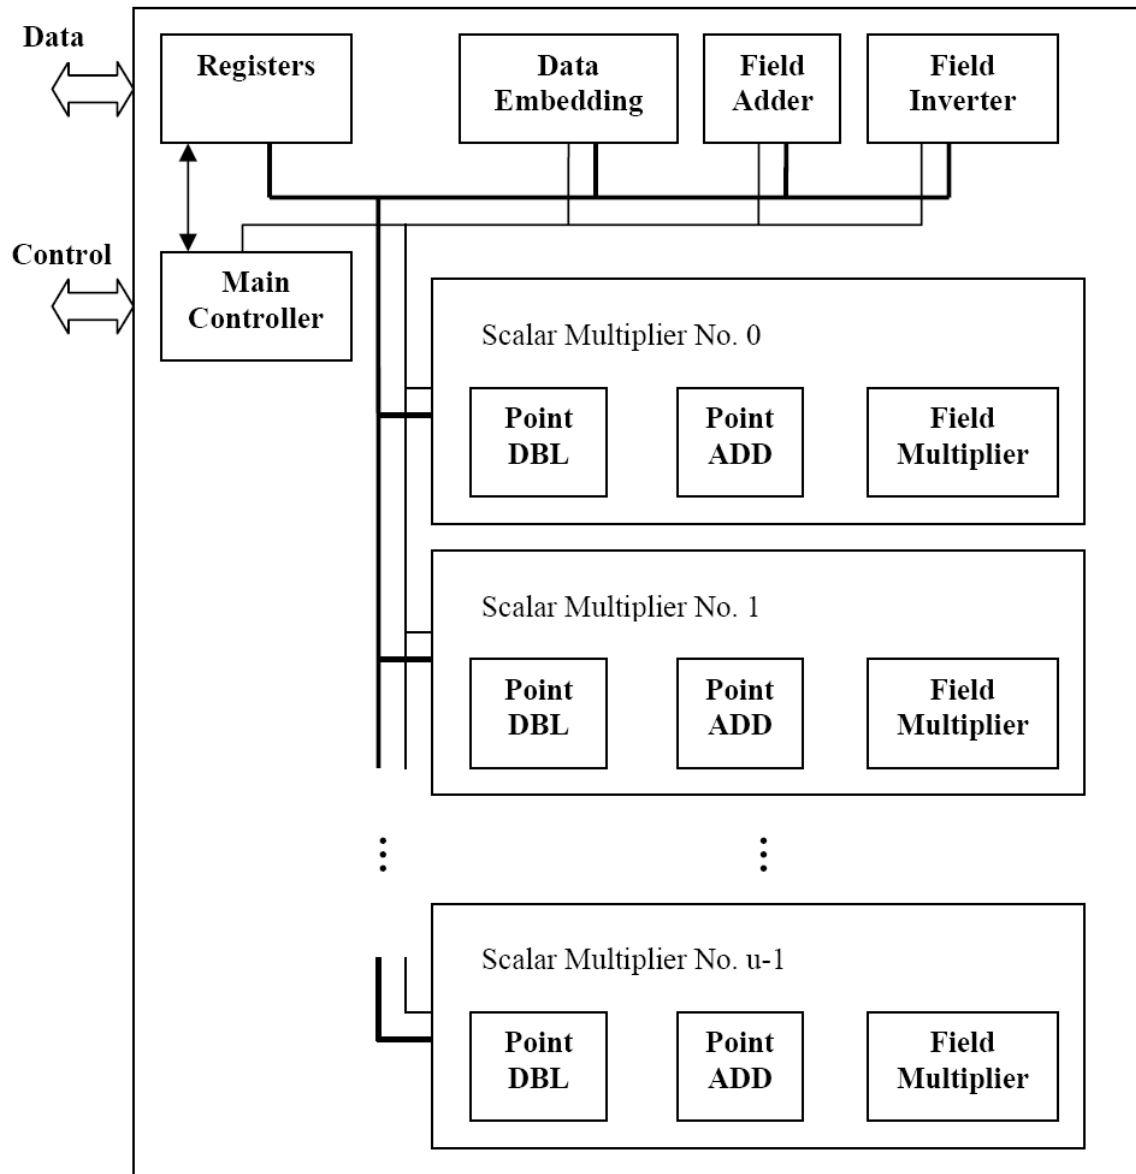 Data
Registers
Data
Embedding
Field
Adder
Field
Inverter
Control
Main
Controller
Scalar Multiplier No. 0
Point
DBL
Point
ADD
Field
Multiplier
Scalar Multiplier No. 1
Point
DBL
Point
ADD
Field
Multiplier
Scalar Multiplier No. u-1
Point
DBL
Point
ADD
Field
Multiplier